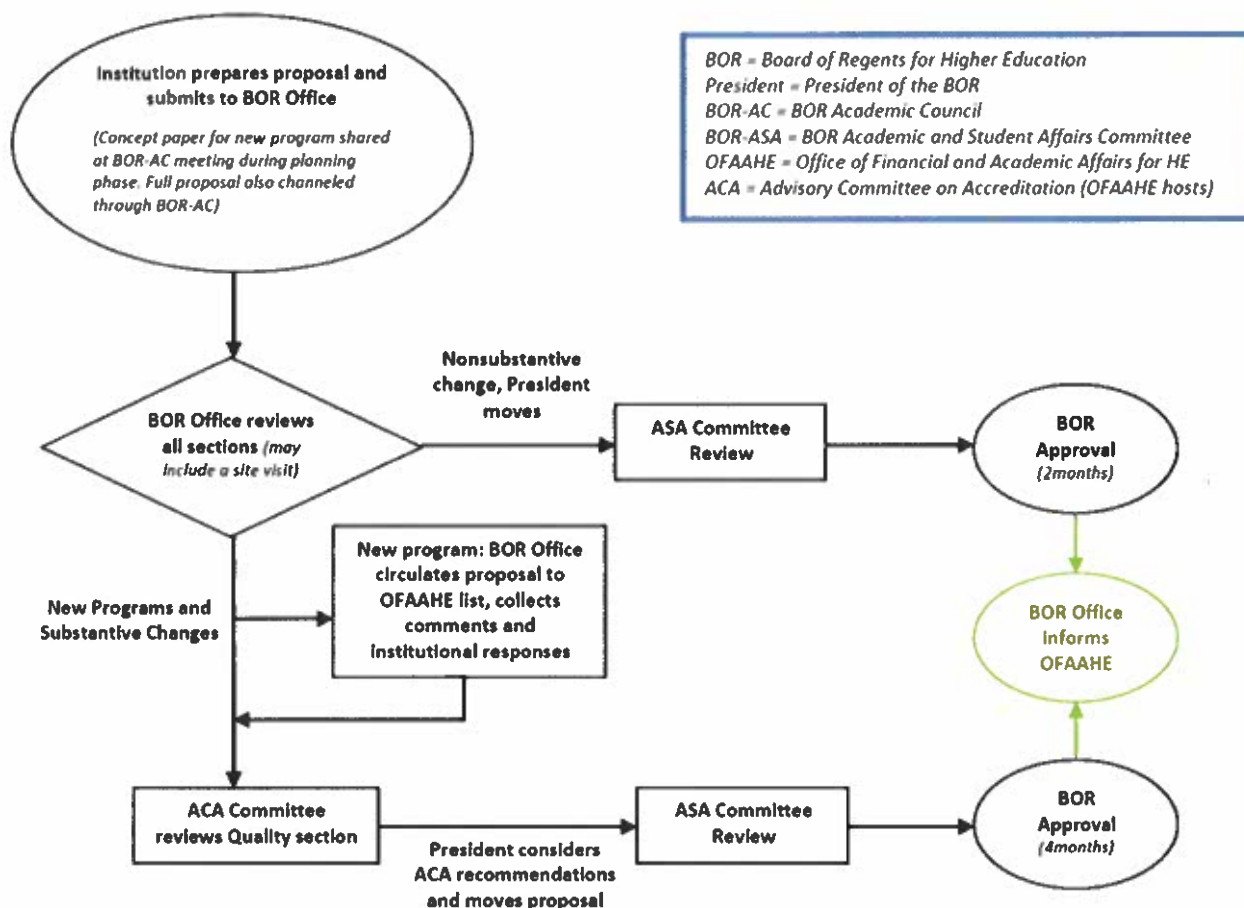 Institution prepares proposal and
submits to BOR Office
(Concept paper for new program shared
at BOR-AC meeting during planning
phase. Full proposal also channeled
through BOR-AC)
BOR = Board of Regents for Higher Education
President = President of the BOR
BOR-AC = BOR Academic Council
BOR-ASA = BOR Academic and Student Affairs Committee
OFAAHE = Office of Financial and Academic Affairs for HE
ACA = Advisory Committee on Accreditation (OFAAHE hosts)
BOR Office reviews
all sections (may
include a site visit)
Nonsubstantive
change, President
moves
ASA Committee
Review
BOR
Approval
(2months)
New Programs and
Substantive Changes
New program: BOR Office
circulates proposal to
OFAAHE list, collects
comments and
institutional responses
BOR Office
informs
OFAAHE
ACA Committee
reviews Quality section
President considers
ACA recommendations
and moves proposal
ASA Committee
Review
BOR
Approval
(4months)